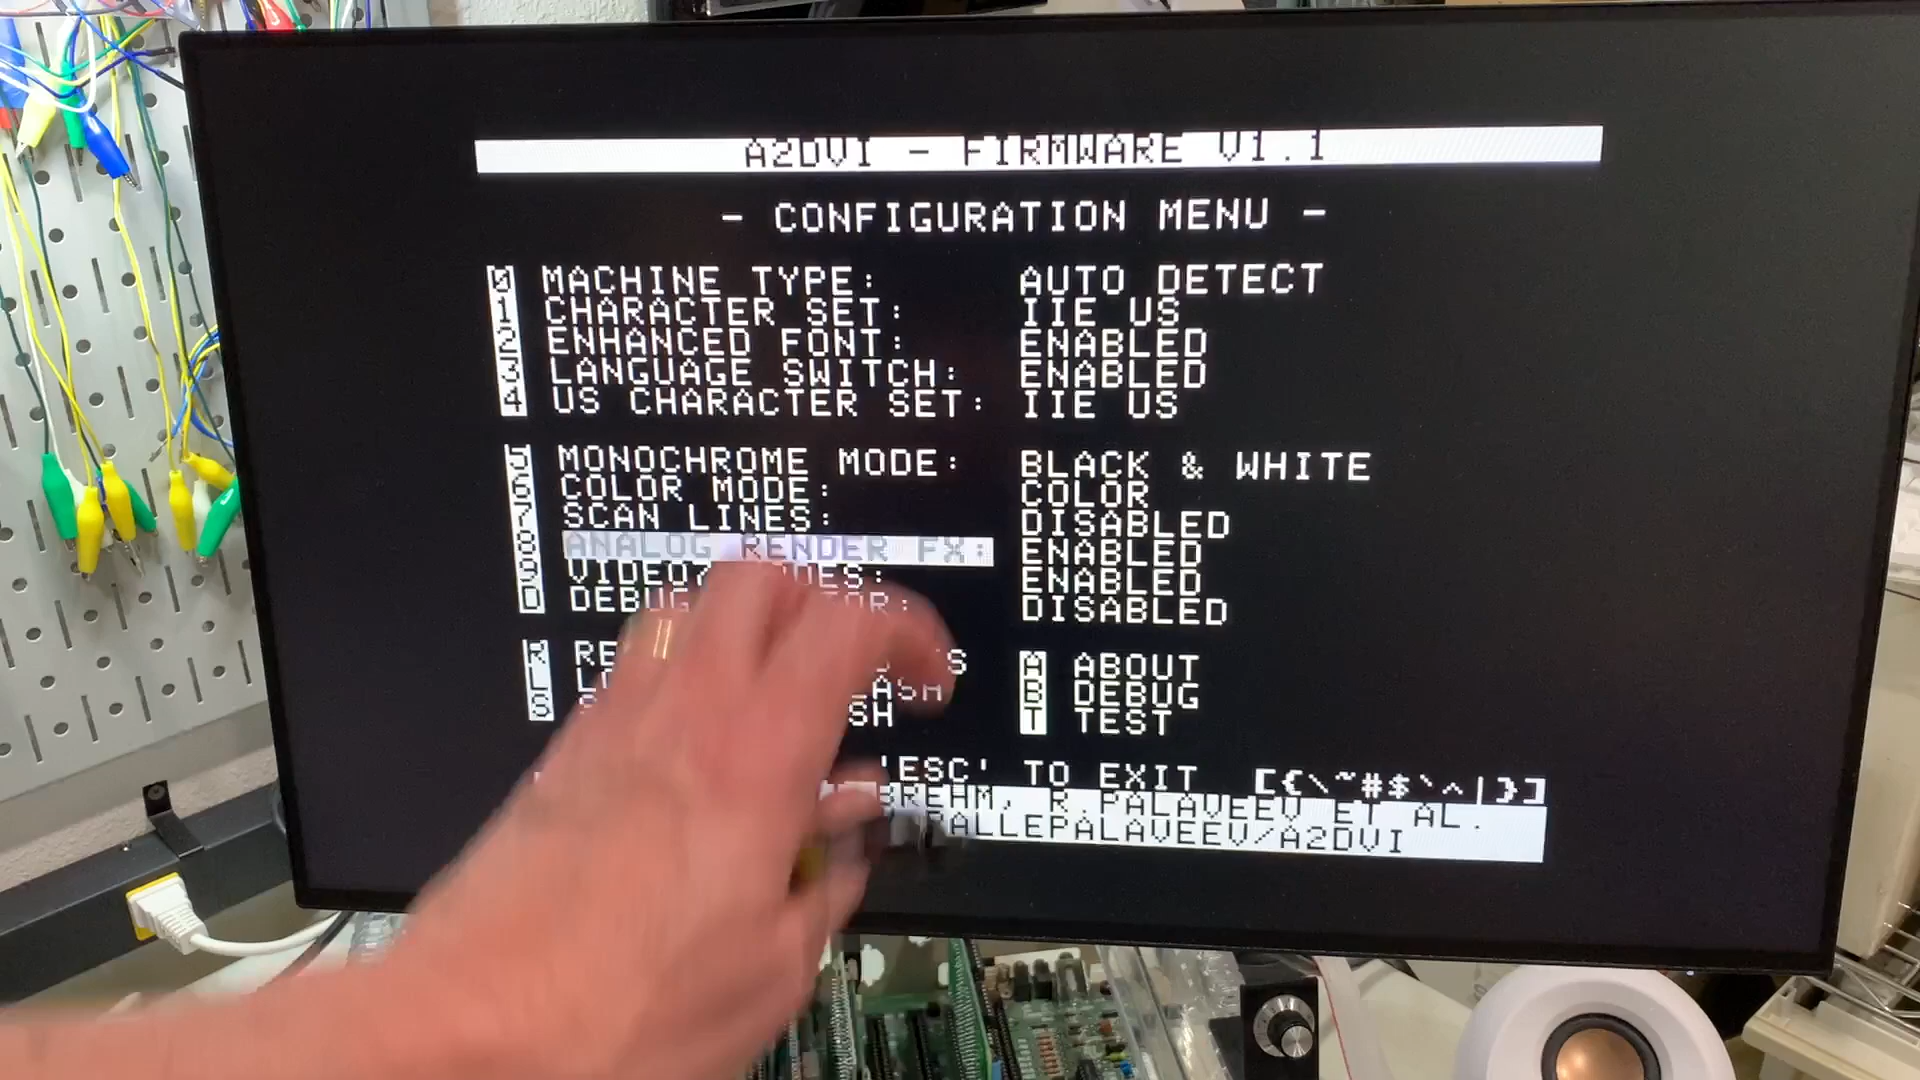 A2DVI - FIRMWARE V1.1
- CONFIGURATION MENU -
0 MACHINE TYPE: AUTO DETECT
1 CHARACTER SET: IIE US
2 ENHANCED FONT: ENABLED
3 LANGUAGE SWITCH: ENABLED
4 US CHARACTER SET: IIE US
5 MONOCHROME MODE: BLACK & WHITE
6 COLOR MODE: COLOR
7 SCAN LINES: DISABLED
8 ANALOG RENDER FX: ENABLED
9 VIDEO7 ENABLED
D DEBUG DISABLED
R A ABOUT
L B DEBUG
S T TEST
'ESC' TO EXIT [{\~#$`^|}]
R.PALAVEEV ET AL.
RALLEPALAVEEV/A2DVI